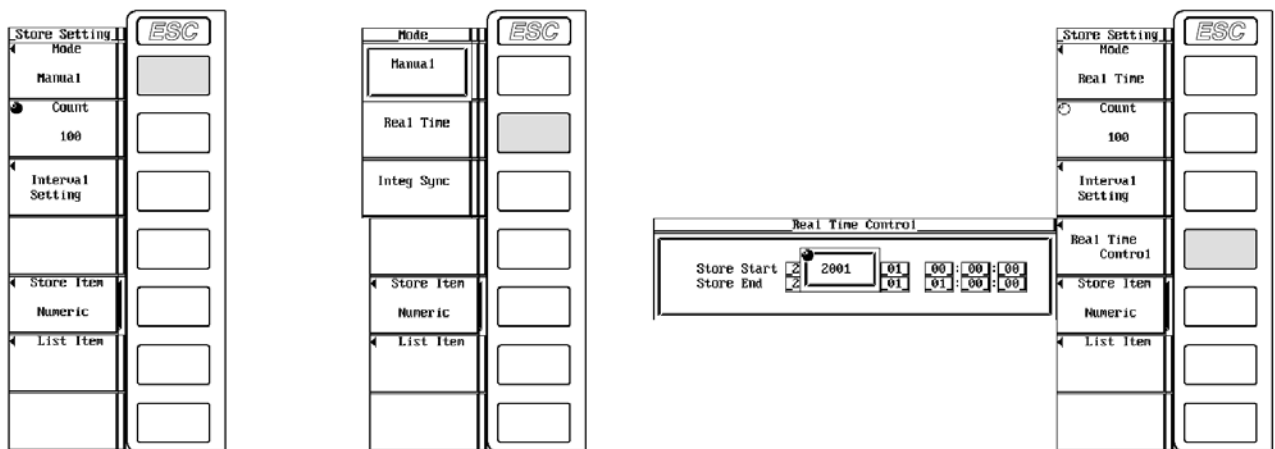 Store Setting
ESC
Mode
Manual
Count
100
Interval
Setting
Store Item
Numeric
List Item
Mode
ESC
Manual
Real Time
Integ Sync
Store Item
Numeric
List Item
Real Time Control
Store Start 2 2001 01 00:00:00
Store End 2 01 01:00:00
Store Setting
ESC
Mode
Real Time
Count
100
Interval
Setting
Real Time
Control
Store Item
Numeric
List Item